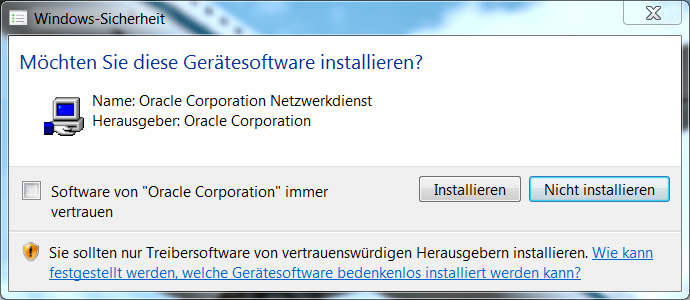 Windows-Sicherheit
Möchten Sie diese Gerätesoftware installieren?
Name: Oracle Corporation Netzwerkdienst
Herausgeber: Oracle Corporation
Software von "Oracle Corporation" immer
vertrauen
Installieren
Nicht installieren
Sie sollten nur Treibersoftware von vertrauenswürdigen Herausgebern installieren. Wie kann
festgestellt werden, welche Gerätesoftware bedenkenlos installiert werden kann?